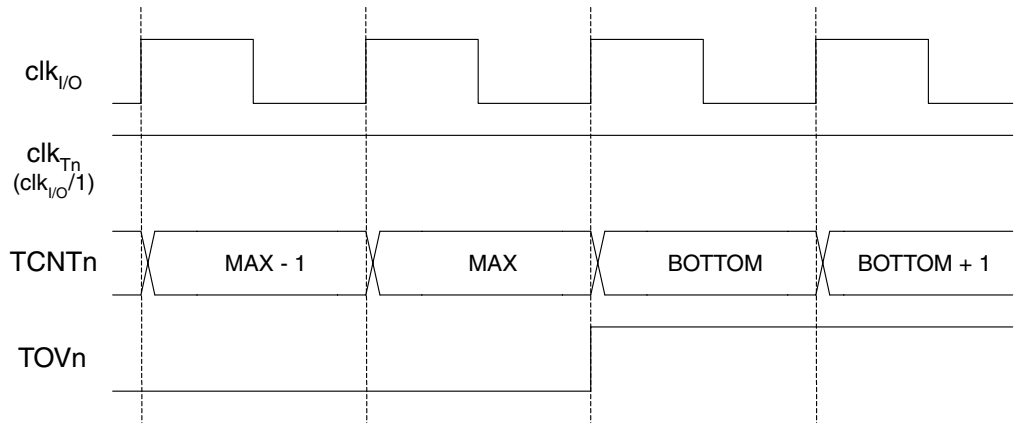 clkI/O
clkTn
(clkI/O/1)
TCNTn
MAX - 1
MAX
BOTTOM
BOTTOM + 1
TOVn